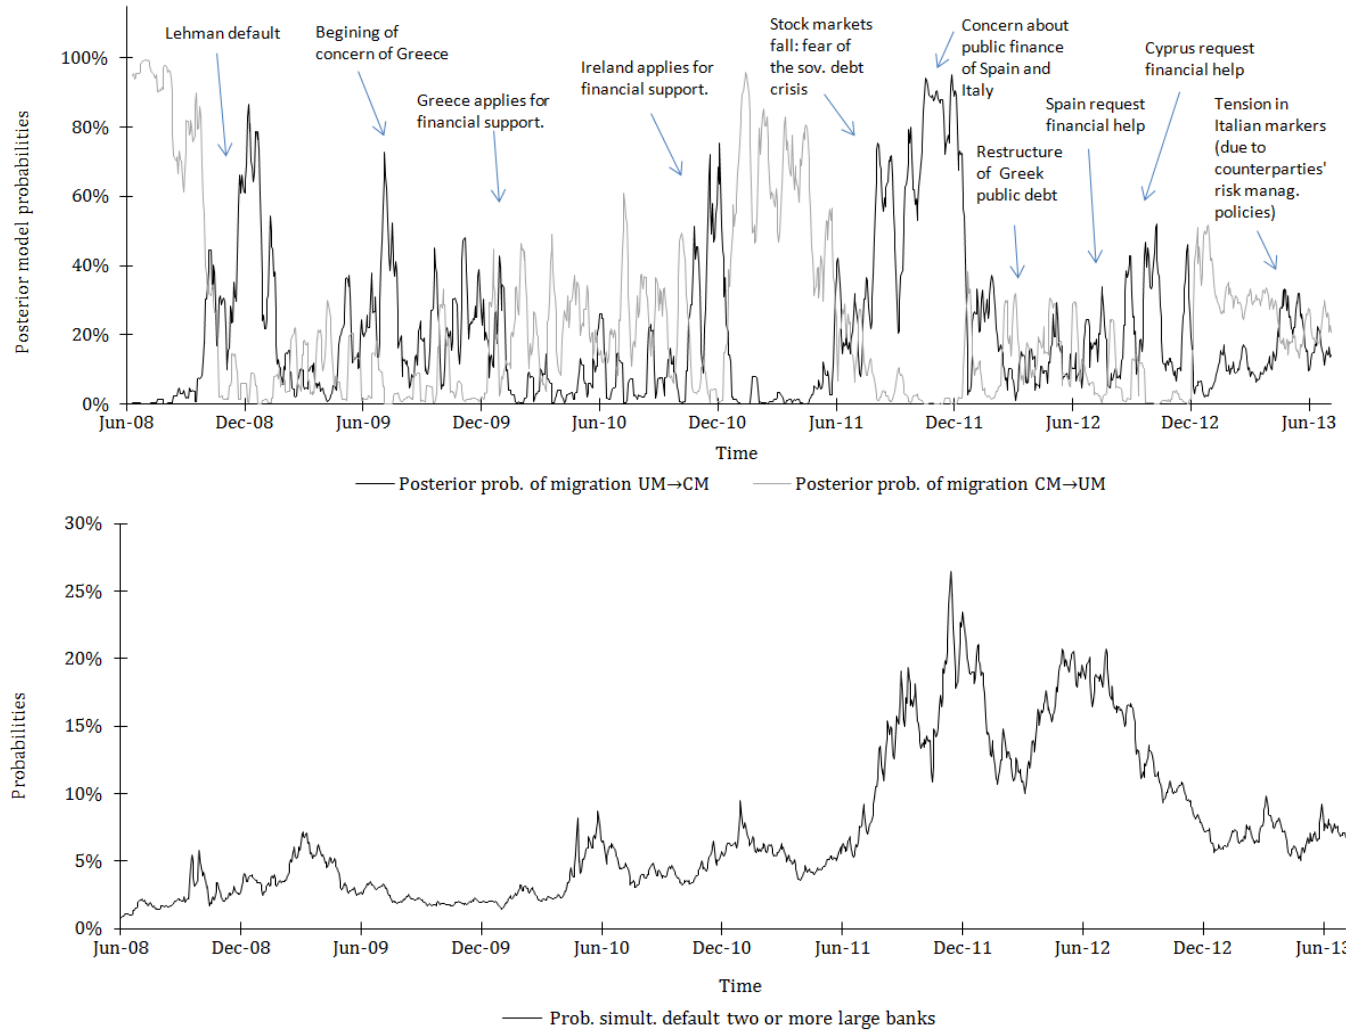 Lehman default
Begining of
concern of Greece
Greece applies for
financial support.
Ireland applies for
financial support.
Stock markets
fall: fear of
the sov. debt
crisis
Concern about
public finance
of Spain and
Italy
Restructure
of Greek
public debt
Spain request
financial help
Cyprus request
financial help
Tension in
Italian markers
(due to
counterparties'
risk manag.
policies)
Posterior model probabilities
100%
80%
60%
40%
20%
0%
Jun-08 Dec-08 Jun-09 Dec-09 Jun-10 Dec-10 Jun-11 Dec-11 Jun-12 Dec-12 Jun-13
Time
Posterior prob. of migration UM→CM Posterior prob. of migration CM→UM
Probabilities
30%
25%
20%
15%
10%
5%
0%
Jun-08 Dec-08 Jun-09 Dec-09 Jun-10 Dec-10 Jun-11 Dec-11 Jun-12 Dec-12 Jun-13
Time
Prob. simult. default two or more large banks